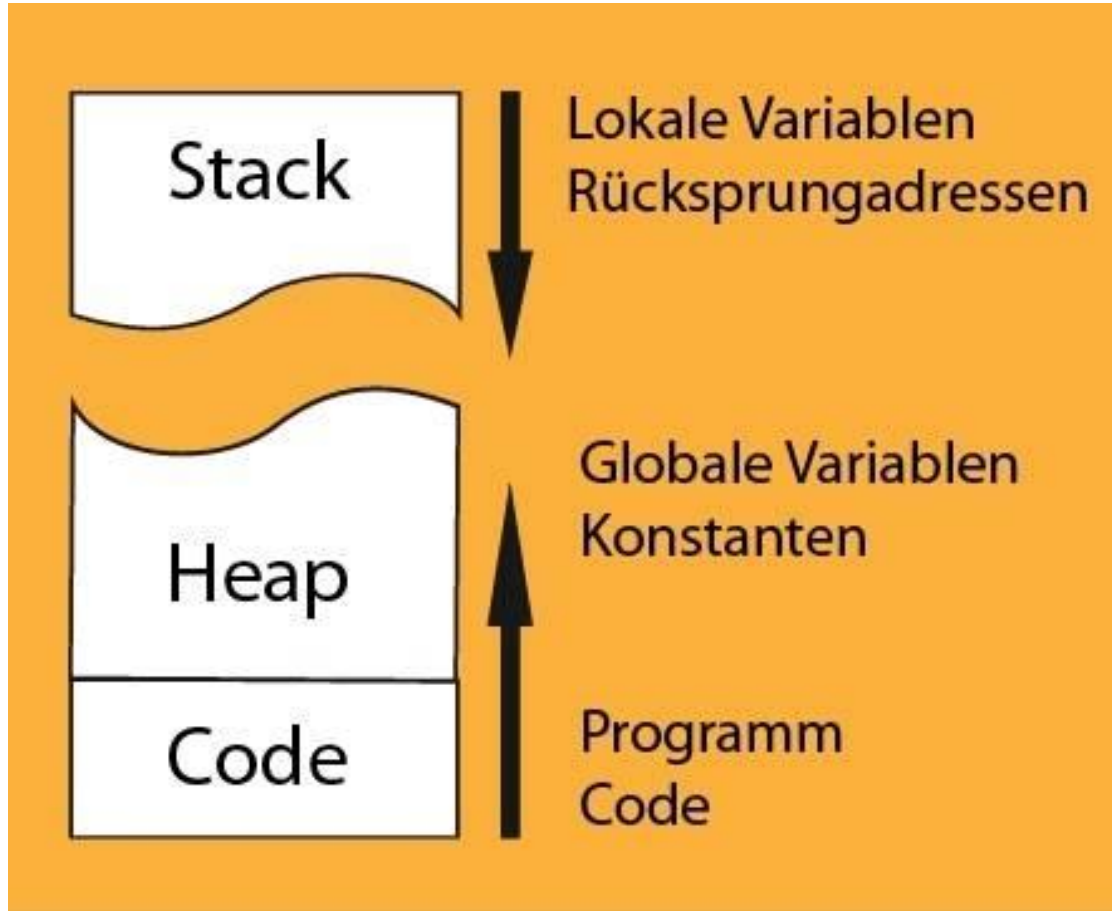 Stack
Lokale Variablen
Rücksprungadressen
Heap
Globale Variablen
Konstanten
Code
Programm
Code